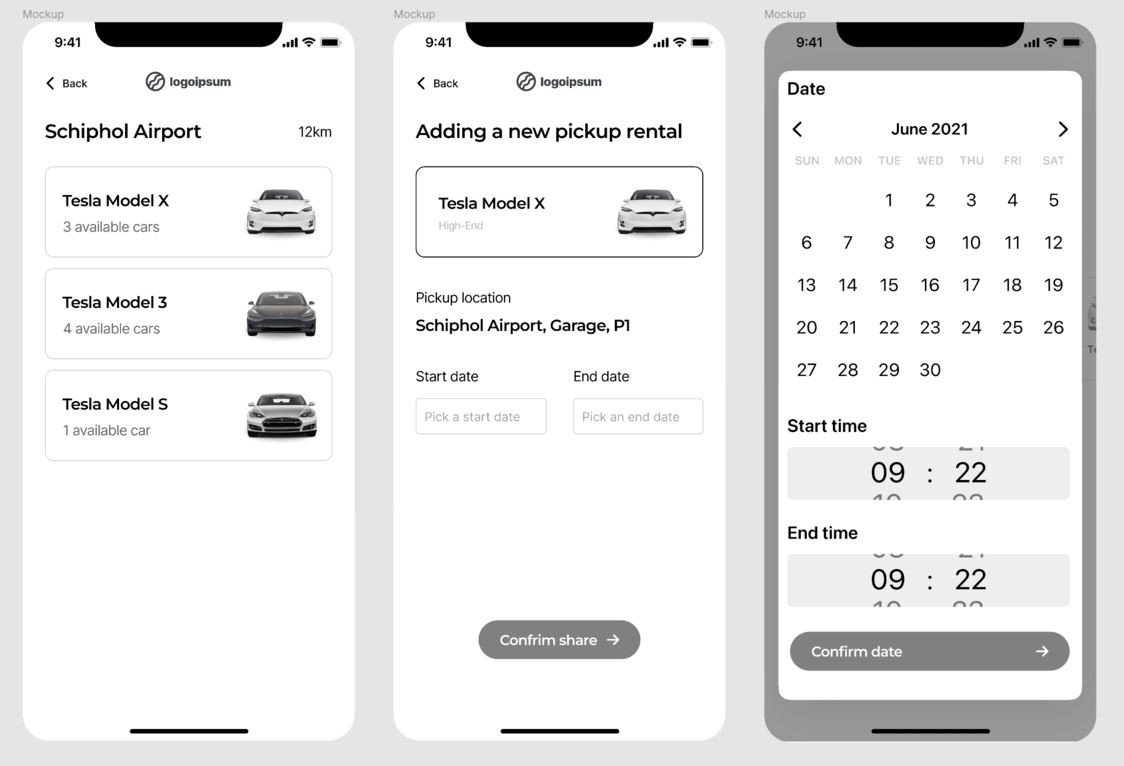 Mockup
9:41
Back
logoipsum
Schiphol Airport 12km
Tesla Model X
3 available cars
Tesla Model 3
4 available cars
Tesla Model S
1 available car
Mockup
9:41
Back
logoipsum
Adding a new pickup rental
Tesla Model X
High-End
Pickup location
Schiphol Airport, Garage, P1
Start date End date
Pick a start date Pick an end date
Confrim share
Mockup
9:41
Date
June 2021
SUN MON TUE WED THU FRI SAT
1 2 3 4 5
6 7 8 9 10 11 12
13 14 15 16 17 18 19
20 21 22 23 24 25 26
27 28 29 30
Start time
09 : 22
End time
09 : 22
Confirm date